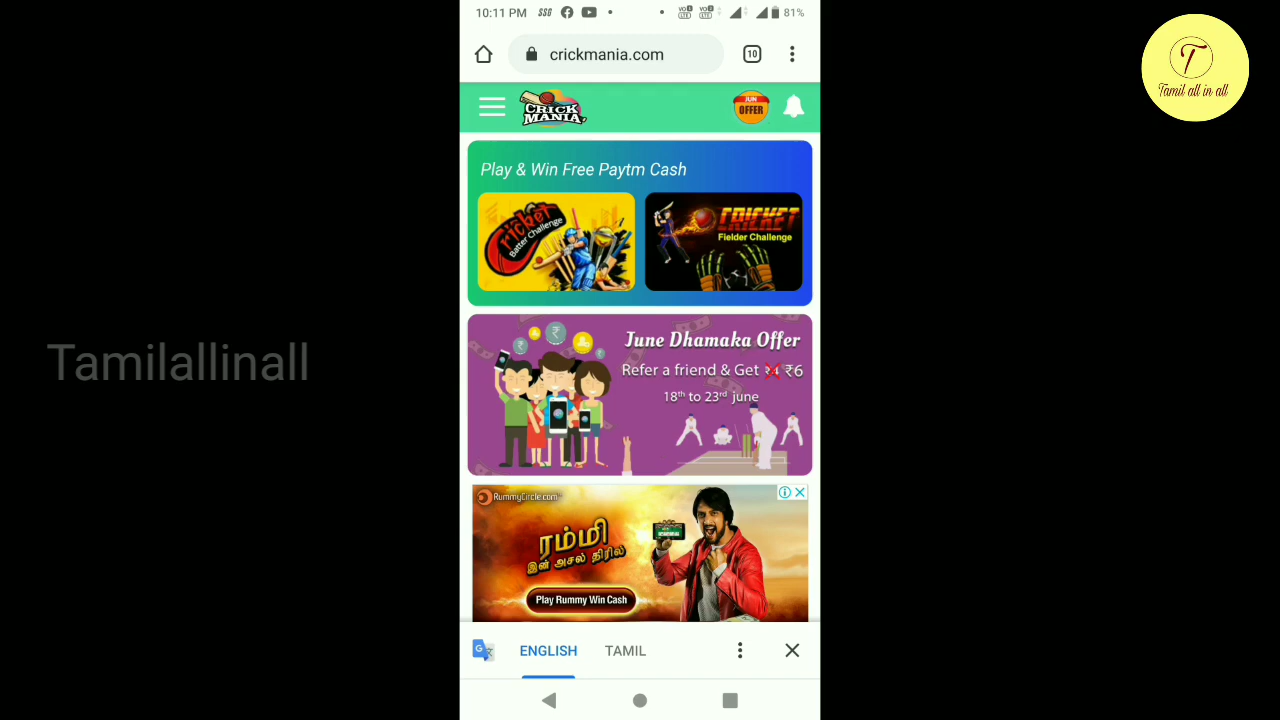 10:11 PM
81%
crickmania.com
10
CRICK
MANIA
JUN
OFFER
Play & Win Free Paytm Cash
Cricket
Batter Challenge
CRICKET
Fielder Challenge
June Dhamaka Offer
Refer a friend & Get ₹4 ₹6
18th to 23rd june
RummyCircle.com
ரம்மி
இன் அசல் திரில்
Play Rummy Win Cash
ENGLISH TAMIL
Tamilallinall
T
Tamil all in all